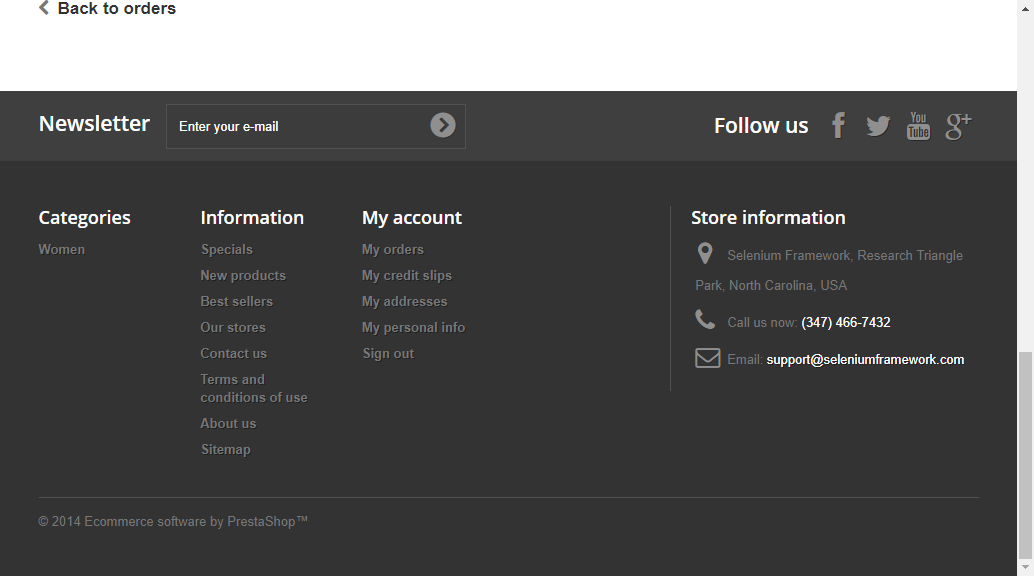 Back to orders
Newsletter
Enter your e-mail
Follow us
You
Tube
g+
Categories
Women
Information
Specials
New products
Best sellers
Our stores
Contact us
Terms and
conditions of use
About us
Sitemap
My account
My orders
My credit slips
My addresses
My personal info
Sign out
Store information
Selenium Framework, Research Triangle
Park, North Carolina, USA
Call us now: (347) 466-7432
Email: support@seleniumframework.com
© 2014 Ecommerce software by PrestaShop™